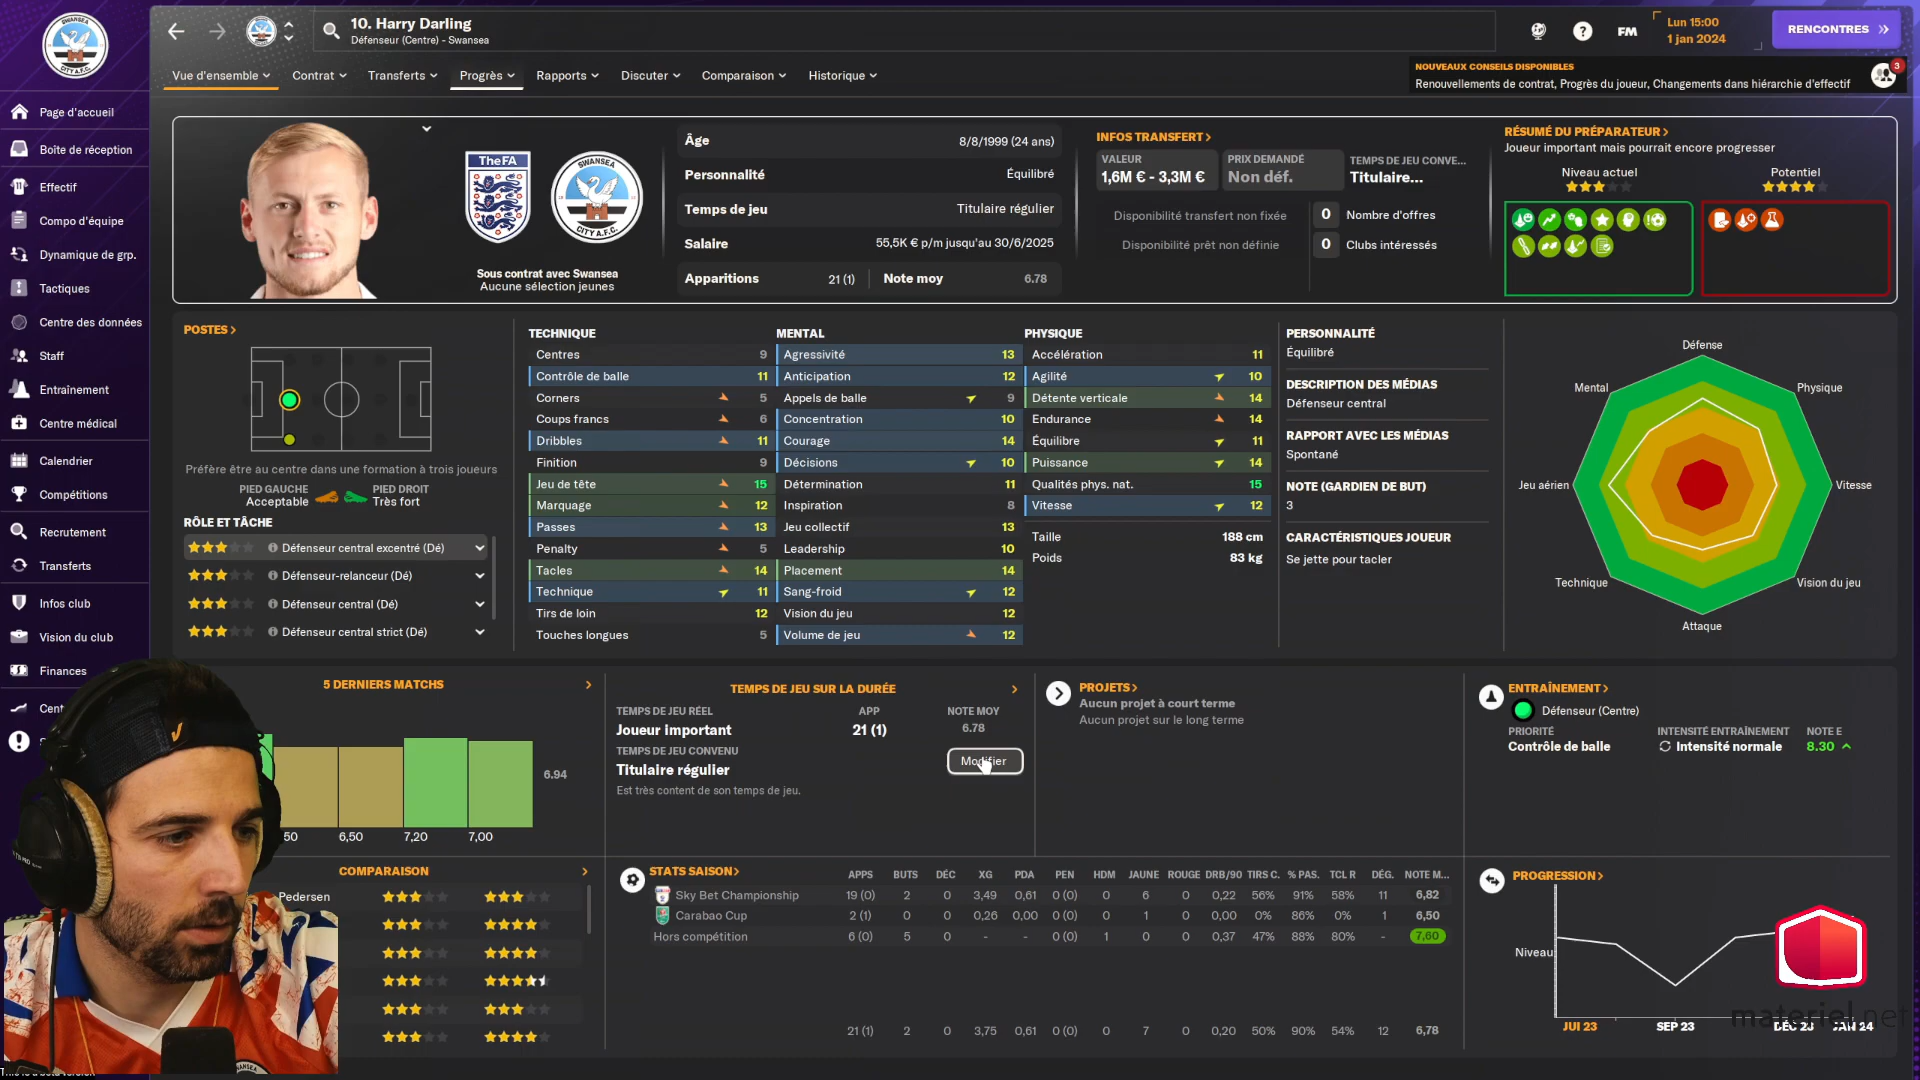 SWANSEA
CITY A.F.C.
10. Harry Darling
Défenseur (Centre) - Swansea
FM
Lun 15:00
1 jan 2024
RENCONTRES
Vue d'ensemble
Contrat
Transferts
Progrès
Rapports
Discuter
Comparaison
Historique
NOUVEAUX CONSEILS DISPONIBLES
Renouvellements de contrat, Progrès du joueur, Changements dans hiérarchie d'effectif
3
Page d'accueil
Boîte de réception
Effectif
Compo d'équipe
Dynamique de grp.
Tactiques
Centre des données
Staff
Entraînement
Centre médical
Calendrier
Compétitions
Recrutement
Transferts
Infos club
Vision du club
Finances
Cent
TheFA
SWANSEA
CITY A.F.C.
Sous contrat avec Swansea
Aucune sélection jeunes
Âge 8/8/1999 (24 ans)
Personnalité Équilibré
Temps de jeu Titulaire régulier
Salaire 55,5K € p/m jusqu'au 30/6/2025
Apparitions 21 (1) Note moy 6.78
INFOS TRANSFERT
VALEUR
1,6M € - 3,3M €
PRIX DEMANDÉ
Non déf.
TEMPS DE JEU CONVE...
Titulaire...
Disponibilité transfert non fixée
0 Nombre d'offres
Disponibilité prêt non définie
0 Clubs intéressés
RÉSUMÉ DU PRÉPARATEUR
Joueur important mais pourrait encore progresser
Niveau actuel
Potentiel
POSTES
Préfère être au centre dans une formation à trois joueurs
PIED GAUCHE
Acceptable
PIED DROIT
Très fort
RÔLE ET TÂCHE
Défenseur central excentré (Dé)
Défenseur-relanceur (Dé)
Défenseur central (Dé)
Défenseur central strict (Dé)
TECHNIQUE
Centres 9
Contrôle de balle 11
Corners 5
Coups francs 6
Dribbles 11
Finition 9
Jeu de tête 15
Marquage 12
Passes 13
Penalty 5
Tacles 14
Technique 11
Tirs de loin 12
Touches longues 5
MENTAL
Agressivité 13
Anticipation 12
Appels de balle 9
Concentration 10
Courage 14
Décisions 10
Détermination 11
Inspiration 8
Jeu collectif 13
Leadership 10
Placement 14
Sang-froid 12
Vision du jeu 12
Volume de jeu 12
PHYSIQUE
Accélération 11
Agilité 10
Détente verticale 14
Endurance 14
Équilibre 11
Puissance 14
Qualités phys. nat. 15
Vitesse 12
Taille 188 cm
Poids 83 kg
PERSONNALITÉ
Équilibré
DESCRIPTION DES MÉDIAS
Défenseur central
RAPPORT AVEC LES MÉDIAS
Spontané
NOTE (GARDIEN DE BUT)
3
CARACTÉRISTIQUES JOUEUR
Se jette pour tacler
Défense
Mental
Physique
Jeu aérien
Vitesse
Technique
Vision du jeu
Attaque
5 DERNIERS MATCHS
6.94
50
6,50
7,20
7,00
TEMPS DE JEU SUR LA DURÉE
TEMPS DE JEU RÉEL APP NOTE MOY
Joueur important 21 (1) 6.78
TEMPS DE JEU CONVENU
Titulaire régulier
Modifier
Est très content de son temps de jeu.
PROJETS
Aucun projet à court terme
Aucun projet sur le long terme
ENTRAÎNEMENT
Défenseur (Centre)
PRIORITÉ INTENSITÉ ENTRAÎNEMENT NOTE E
Contrôle de balle Intensité normale 8.30
COMPARAISON
Pedersen
STATS SAISON APPS BUTS DÉC XG PDA PEN HDM JAUNE ROUGE DRB/90 TIRS C. % PAS. TCL R DÉG. NOTE M...
Sky Bet Championship 19 (0) 2 0 3,49 0,61 0 (0) 0 6 0 0,22 56% 91% 58% 11 6,82
Carabao Cup 2 (1) 0 0 0,26 0,00 0 (0) 0 1 0 0,00 0% 86% 0% 1 6,50
Hors compétition 6 (0) 5 0 - - 0 (0) 1 0 0 0,37 47% 88% 80% - 7,60
21 (1) 2 0 3,75 0,61 0 (0) 0 7 0 0,20 50% 90% 54% 12 6,78
PROGRESSION
Niveau
JUI 23
SEP 23
DÉC 23
JAN 24
materiel.net